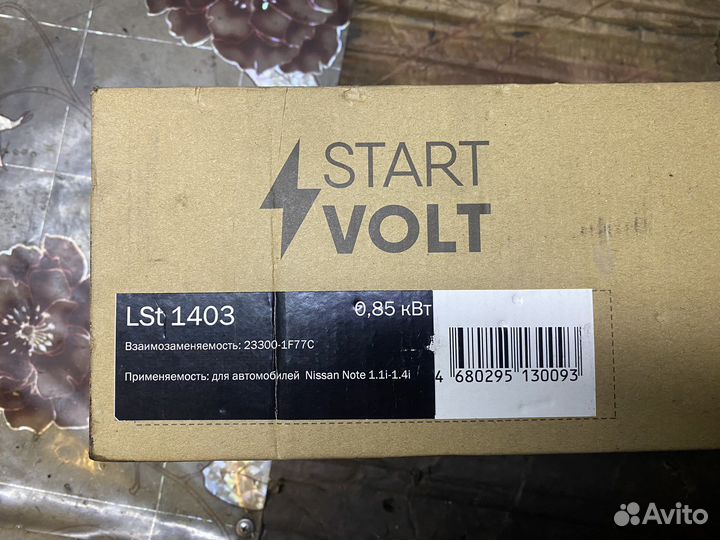 START
VOLT
LSt 1403
0,85 кВт
Взаимозаменяемость: 23300-1F77C
Применяемость: для автомобилей Nissan Note 1.1i-1.4i
4 680295 130093
Avito